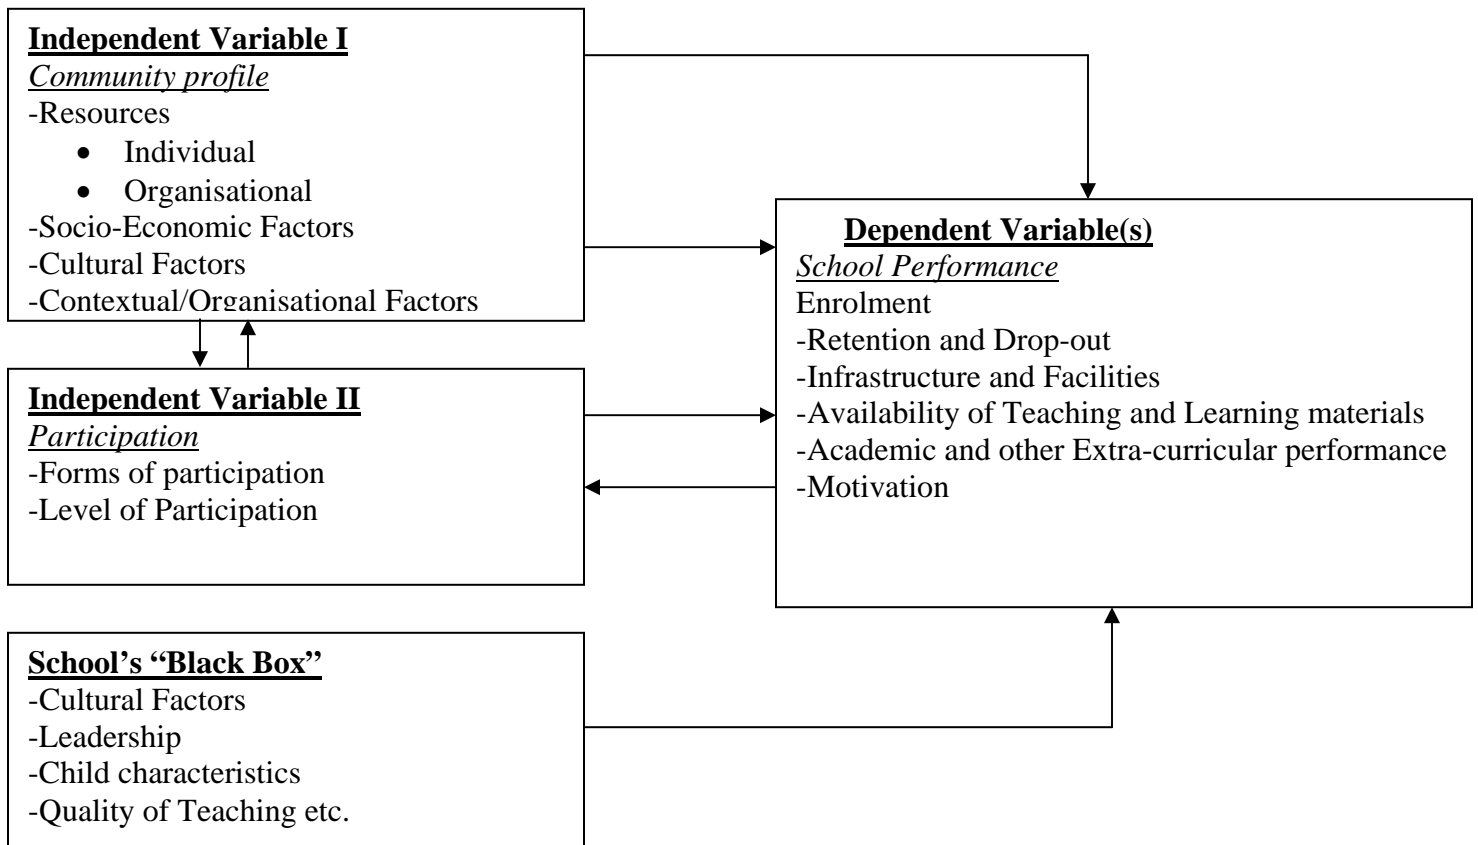 Independent Variable I
Community profile
-Resources
• Individual
• Organisational
-Socio-Economic Factors
-Cultural Factors
-Contextual/Organisational Factors
Independent Variable II
Participation
-Forms of participation
-Level of Participation
School’s “Black Box”
-Cultural Factors
-Leadership
-Child characteristics
-Quality of Teaching etc.
Dependent Variable(s)
School Performance
Enrolment
-Retention and Drop-out
-Infrastructure and Facilities
-Availability of Teaching and Learning materials
-Academic and other Extra-curricular performance
-Motivation